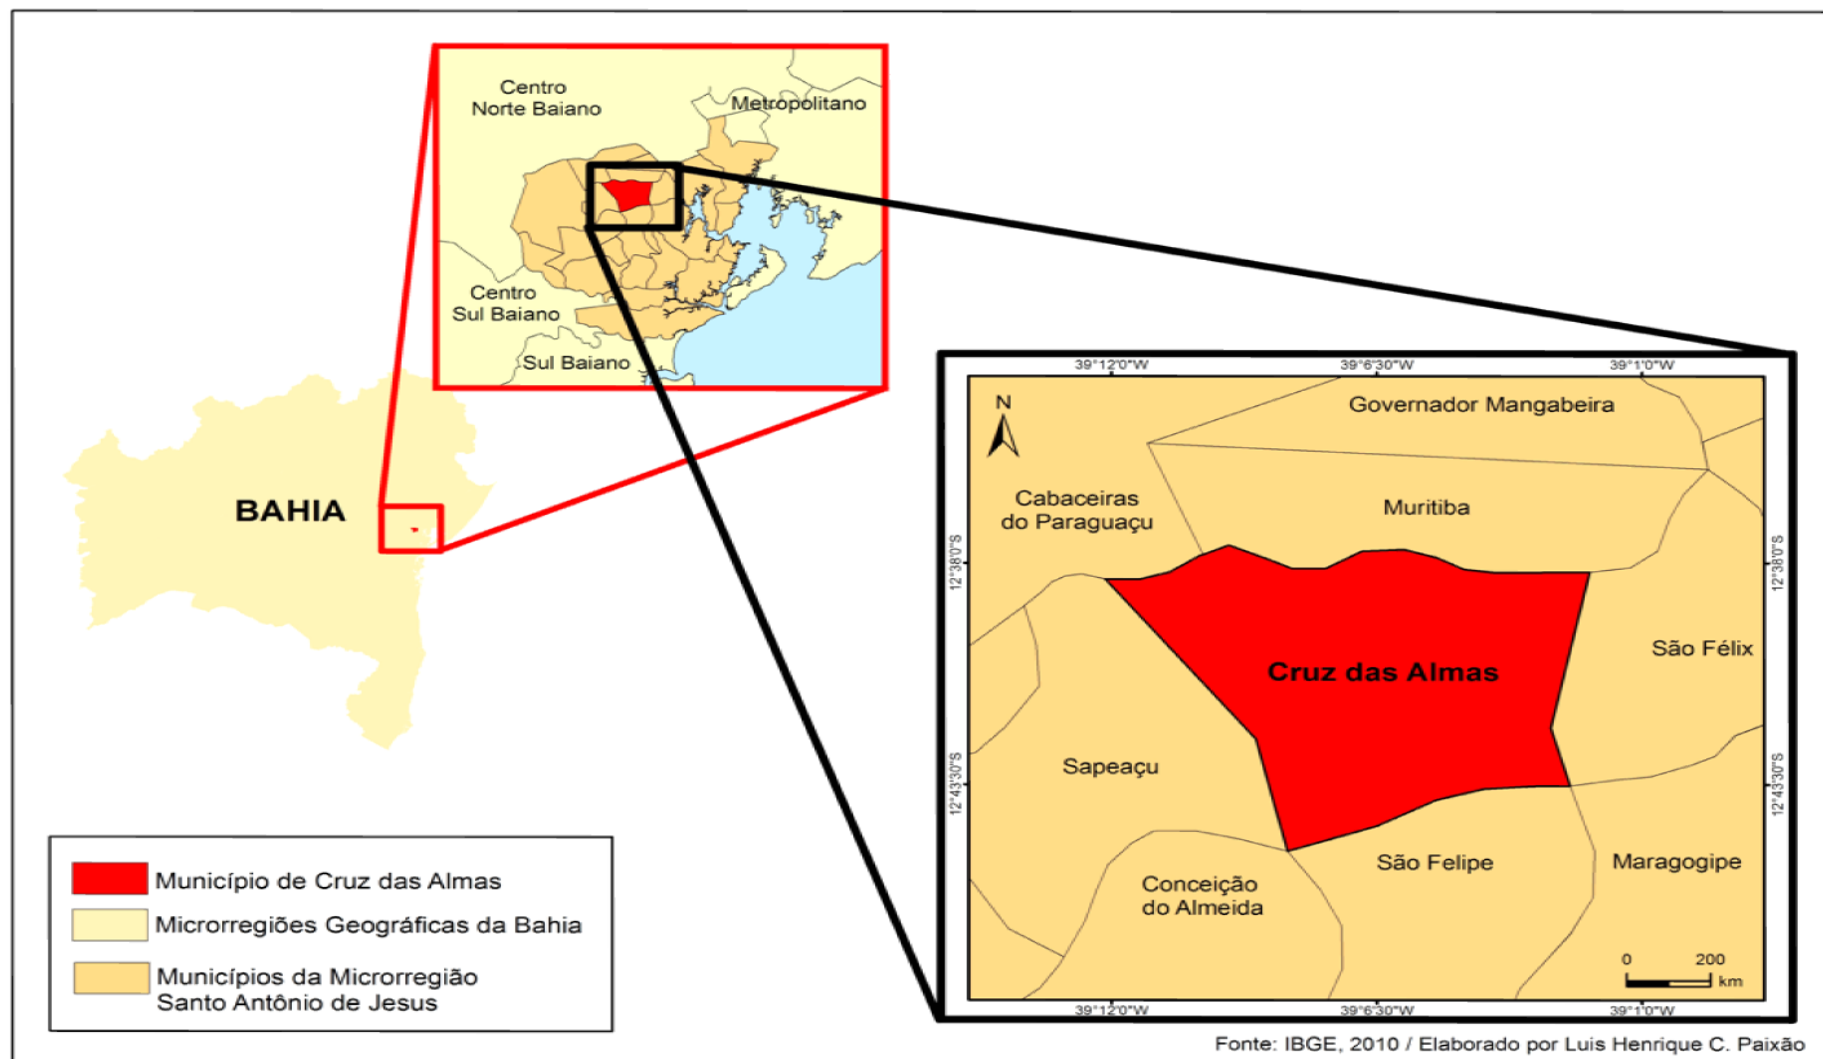 Centro
Norte Baiano
Metropolitano
Centro
Sul Baiano
Sul Baiano
BAHIA
39°12'0"W
39°6'30"W
39°1'0"W
N
Governador Mangabeira
Cabaceiras
do Paraguaçu
Muritiba
12°38'0"S
12°38'0"S
São Félix
Cruz das Almas
Sapeaçu
12°43'30"S
12°43'30"S
São Felipe
Maragogipe
Conceição
do Almeida
0 200
km
39°12'0"W
39°6'30"W
39°1'0"W
Município de Cruz das Almas
Microrregiões Geográficas da Bahia
Municípios da Microrregião
Santo Antônio de Jesus
Fonte: IBGE, 2010 / Elaborado por Luis Henrique C. Paixão